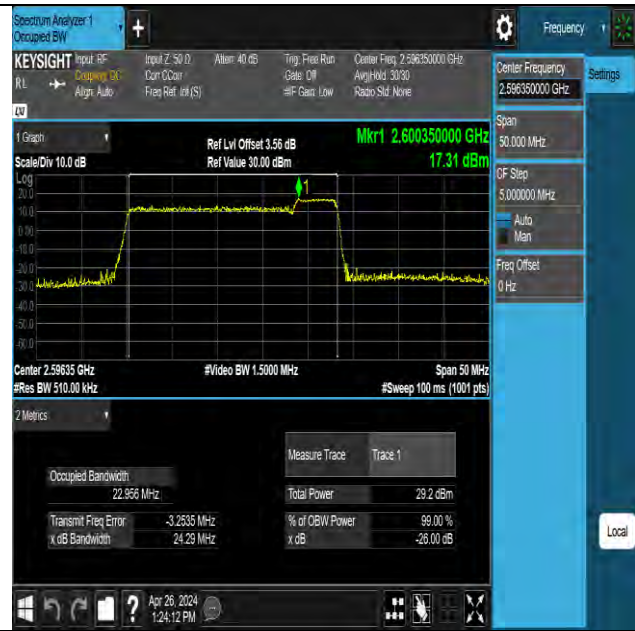 Spectrum Analyzer 1
Occupied BW
+
Frequency
KEYSIGHT
RL
Input: RF
Coupling: DC
Align: Auto
Input Z: 50 Ω
Corr CCorr
Freq Ref: Int (S)
Atten: 40 dB
Trig: Free Run
Gate: Off
#IF Gain: Low
Center Freq: 2.596350000 GHz
Avg|Hold: 30/30
Radio Std: None
Center Frequency
2.596350000 GHz
Settings
Span
50.000 MHz
CF Step
5.000000 MHz
Auto
Man
Freq Offset
0 Hz
1 Graph
Scale/Div 10.0 dB
Ref Lvl Offset 3.56 dB
Ref Value 30.00 dBm
Mkr1 2.600350000 GHz
17.31 dBm
Log
20.0
10.0
0.00
-10.0
-20.0
-30.0
-40.0
-50.0
-60.0
1
Center 2.59635 GHz
#Res BW 510.00 kHz
#Video BW 1.5000 MHz
Span 50 MHz
#Sweep 100 ms (1001 pts)
2 Metrics
Measure Trace Trace 1
Occupied Bandwidth
22.956 MHz
Total Power 29.2 dBm
Transmit Freq Error -3.2535 MHz
% of OBW Power 99.00 %
x dB Bandwidth 24.29 MHz
x dB -26.00 dB
Local
?
Apr 26, 2024
1:24:12 PM